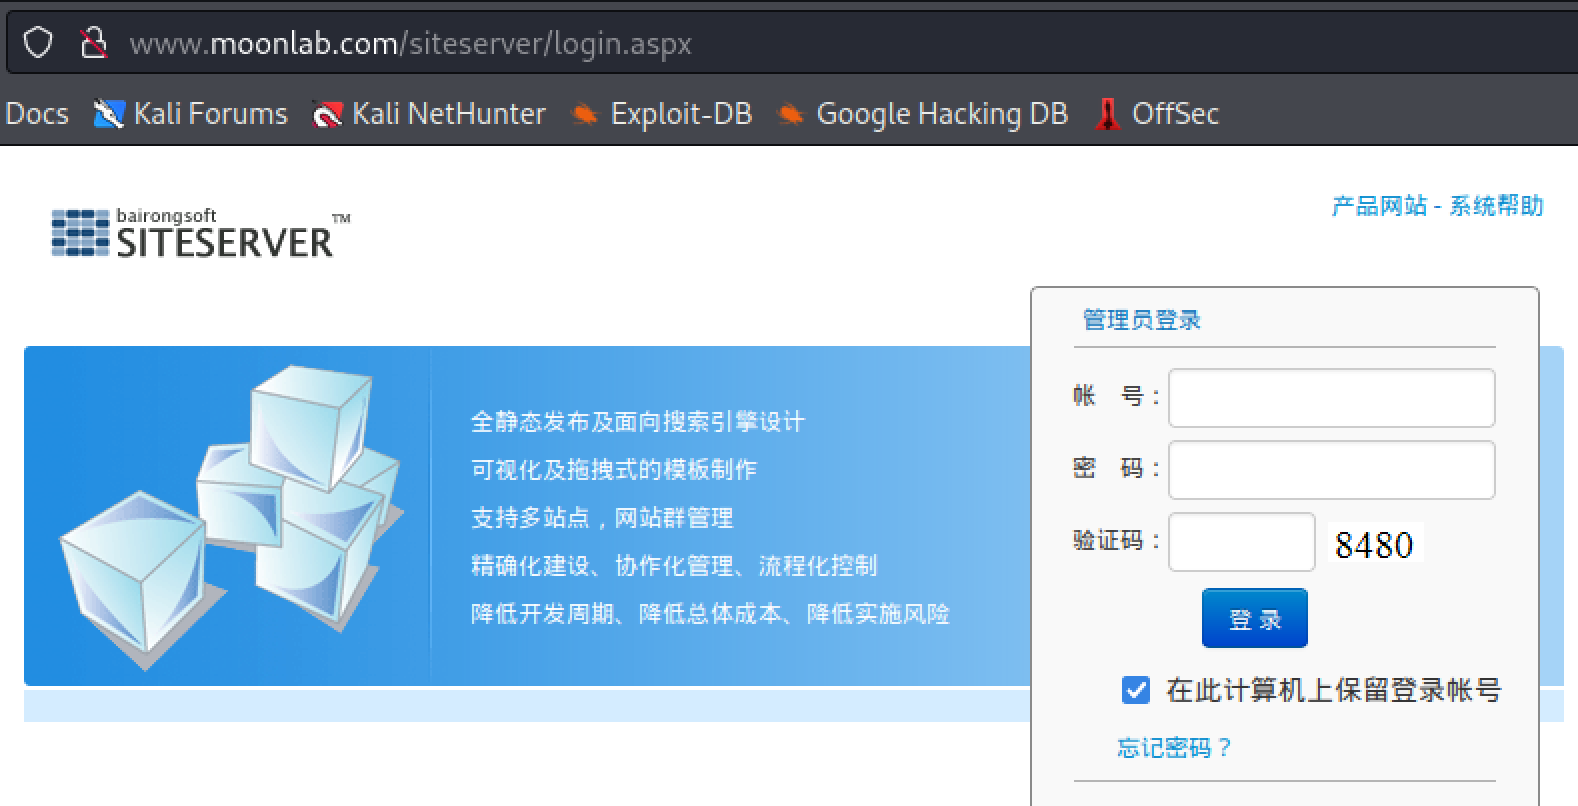 www.moonlab.com/siteserver/login.aspx
Docs Kali Forums Kali NetHunter Exploit-DB Google Hacking DB OffSec
bairongsoft
SITESERVER™
产品网站 - 系统帮助
管理员登录
帐 号：
密 码：
验证码： 8480
登 录
在此计算机上保留登录帐号
忘记密码？
全静态发布及面向搜索引擎设计
可视化及拖拽式的模板制作
支持多站点，网站群管理
精确化建设、协作化管理、流程化控制
降低开发周期、降低总体成本、降低实施风险